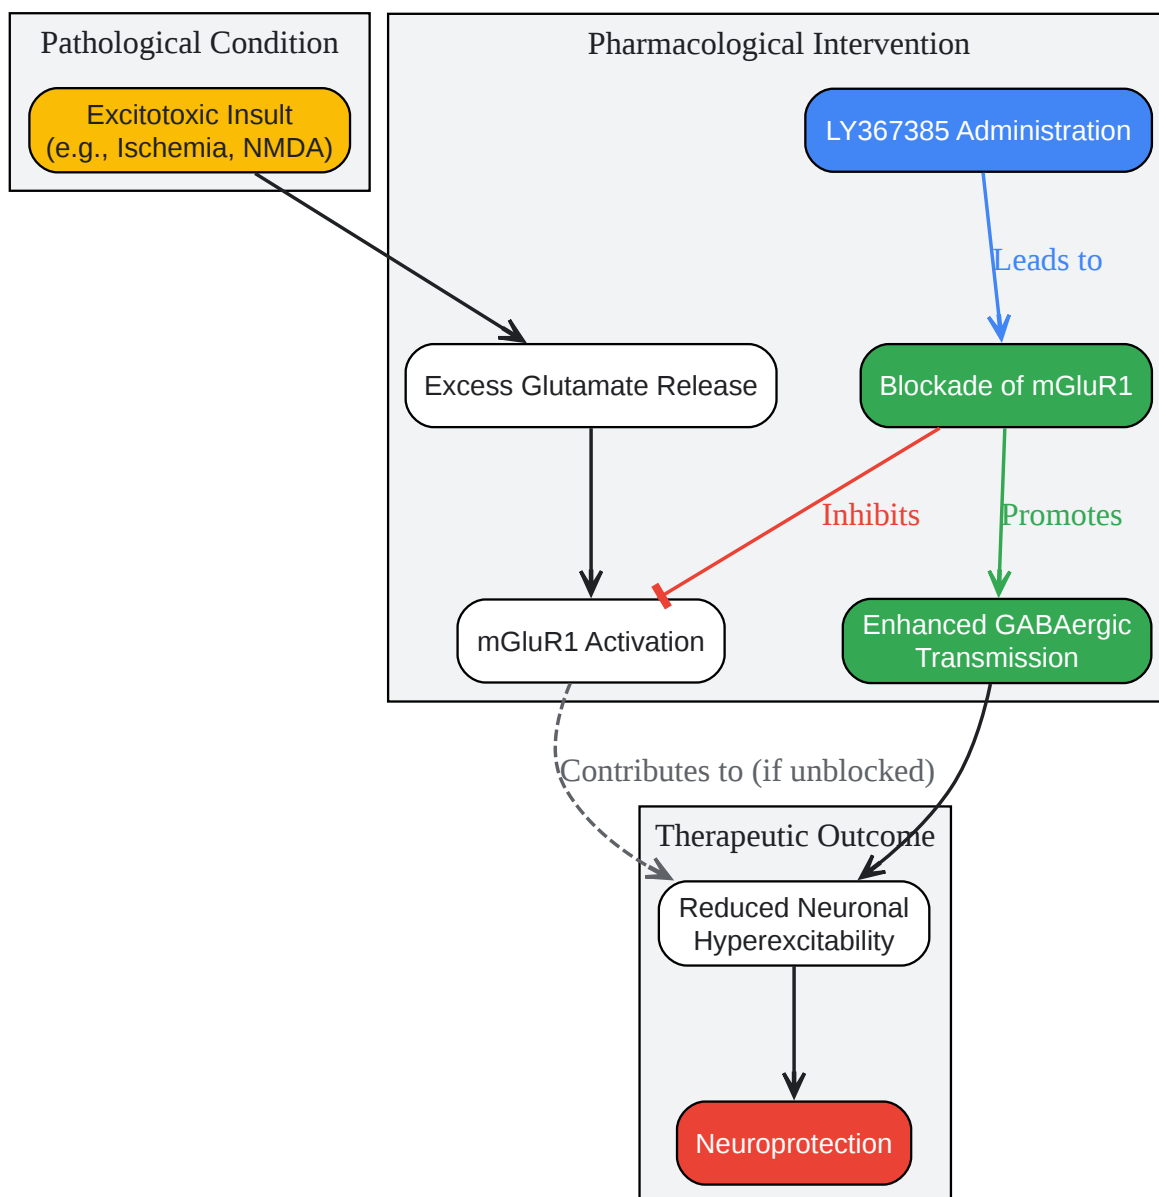 Pathological Condition
Pharmacological Intervention
Excitotoxic Insult
(e.g., Ischemia, NMDA)
LY367385 Administration
Leads to
Excess Glutamate Release
Blockade of mGluR1
Inhibits
Promotes
mGluR1 Activation
Enhanced GABAergic
Transmission
Contributes to (if unblocked)
Therapeutic Outcome
Reduced Neuronal
Hyperexcitability
Neuroprotection